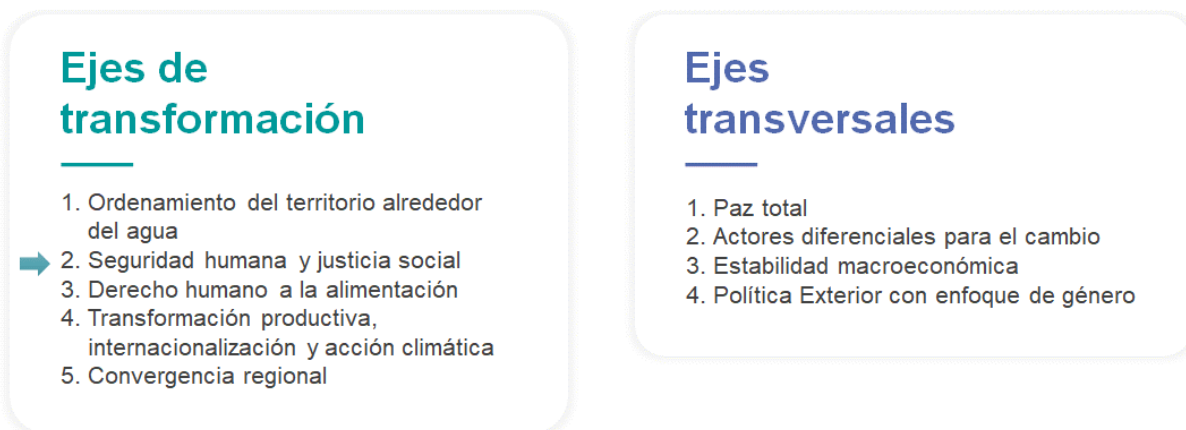 Ejes de
transformación
1. Ordenamiento del territorio alrededor
del agua
2. Seguridad humana y justicia social
3. Derecho humano a la alimentación
4. Transformación productiva,
internacionalización y acción climática
5. Convergencia regional
Ejes
transversales
1. Paz total
2. Actores diferenciales para el cambio
3. Estabilidad macroeconómica
4. Política Exterior con enfoque de género